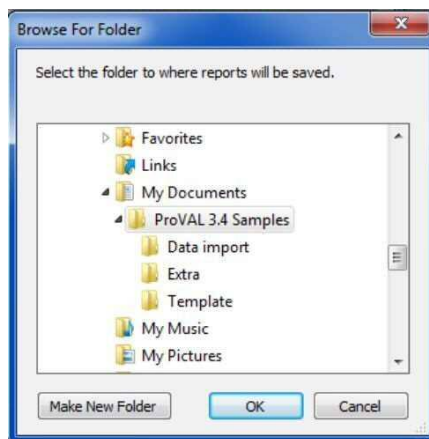 Browse For Folder
Select the folder to where reports will be saved.
Favorites
Links
My Documents
ProVAL 3.4 Samples
Data import
Extra
Template
My Music
My Pictures
Make New Folder OK Cancel